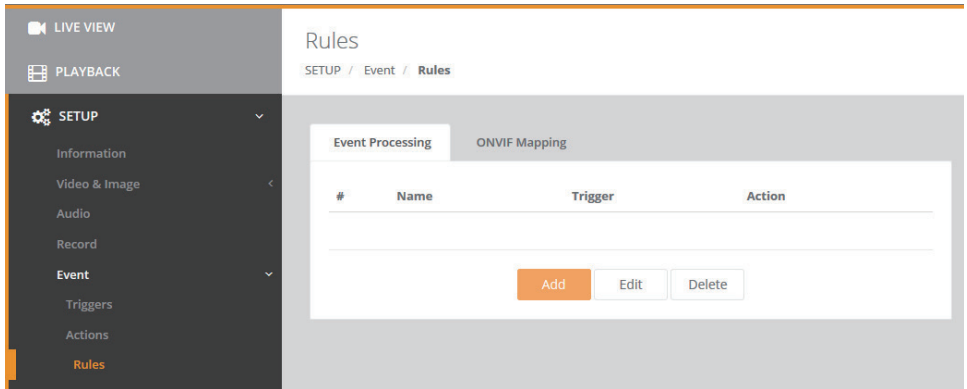 LIVE VIEW
PLAYBACK
SETUP
Information
Video & Image
Audio
Record
Event
Triggers
Actions
Rules
Rules
SETUP / Event / Rules
Event Processing ONVIF Mapping
# Name Trigger Action
Add Edit Delete